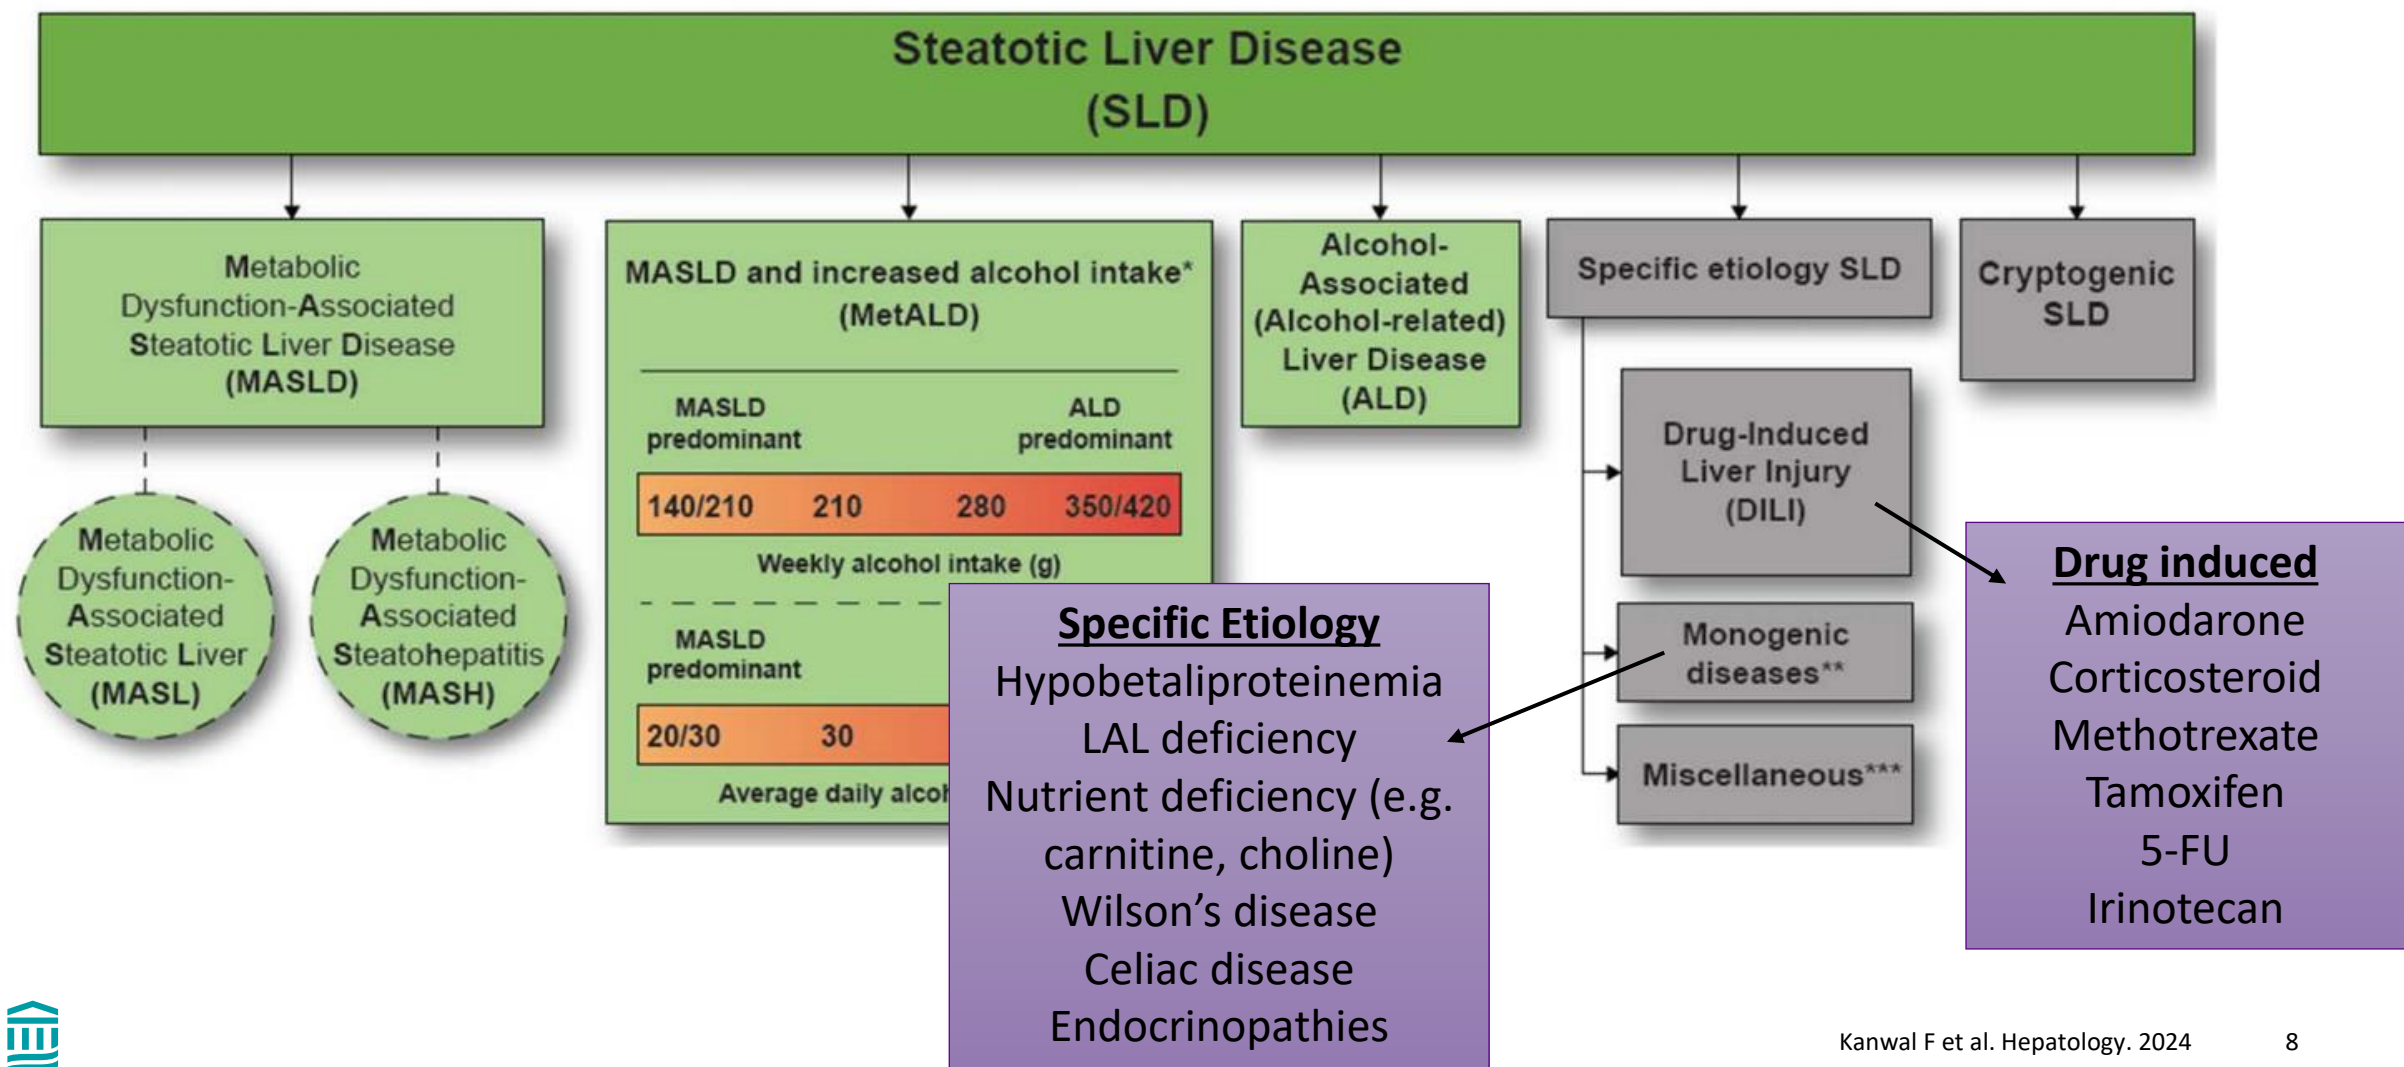 Steatotic Liver Disease
(SLD)
Metabolic
Dysfunction-Associated
Steatotic Liver Disease
(MASLD)
Metabolic
Dysfunction-
Associated
Steatotic Liver
(MASL)
Metabolic
Dysfunction-
Associated
Steatohepatitis
(MASH)
MASLD and increased alcohol intake*
(MetALD)
MASLD
predominant
ALD
predominant
140/210 210 280 350/420
Weekly alcohol intake (g)
MASLD
predominant
20/30 30
Average daily
Alcohol-
Associated
(Alcohol-related)
Liver Disease
(ALD)
Specific etiology SLD
Drug-Induced
Liver Injury
(DILI)
Monogenic
diseases**
Miscellaneous***
Cryptogenic
SLD
Specific Etiology
Hypobetaliproteinemia
LAL deficiency
Nutrient deficiency (e.g.
carnitine, choline)
Wilson’s disease
Celiac disease
Endocrinopathies
Drug induced
Amiodarone
Corticosteroid
Methotrexate
Tamoxifen
5-FU
Irinotecan
Kanwal F et al. Hepatology. 2024
8